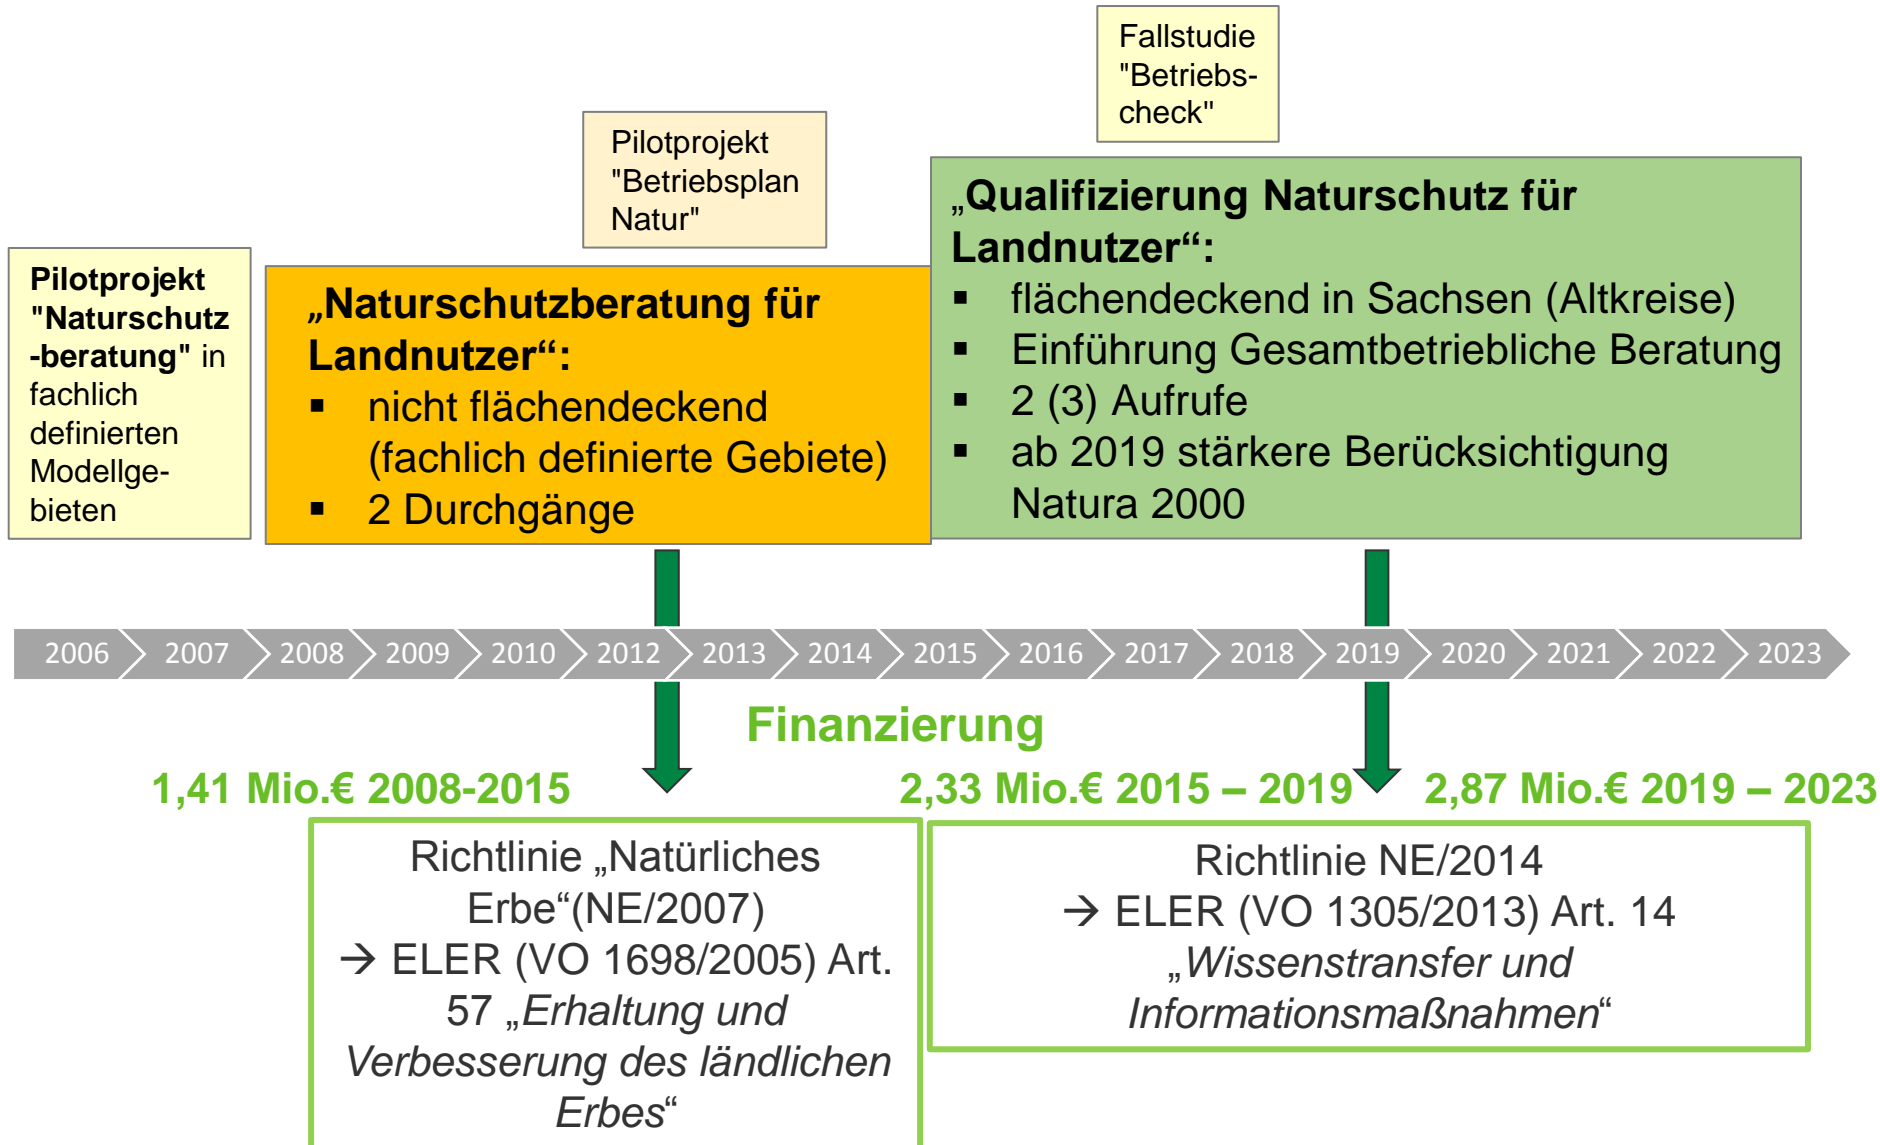 Fallstudie
"Betriebs-
check"
Pilotprojekt
"Betriebsplan
Natur"
Pilotprojekt
"Naturschutz
-beratung" in
fachlich
definierten
Modellge-
bieten
„Naturschutzberatung für
Landnutzer“:
▪ nicht flächendeckend
(fachlich definierte Gebiete)
▪ 2 Durchgänge
„Qualifizierung Naturschutz für
Landnutzer“:
▪ flächendeckend in Sachsen (Altkreise)
▪ Einführung Gesamtbetriebliche Beratung
▪ 2 (3) Aufrufe
▪ ab 2019 stärkere Berücksichtigung
Natura 2000
2006 2007 2008 2009 2010 2012 2013 2014 2015 2016 2017 2018 2019 2020 2021 2022 2023
Finanzierung
1,41 Mio.€ 2008-2015
2,33 Mio.€ 2015 – 2019
2,87 Mio.€ 2019 – 2023
Richtlinie „Natürliches
Erbe“(NE/2007)
→ ELER (VO 1698/2005) Art.
57 „Erhaltung und
Verbesserung des ländlichen
Erbes“
Richtlinie NE/2014
→ ELER (VO 1305/2013) Art. 14
„Wissenstransfer und
Informationsmaßnahmen“